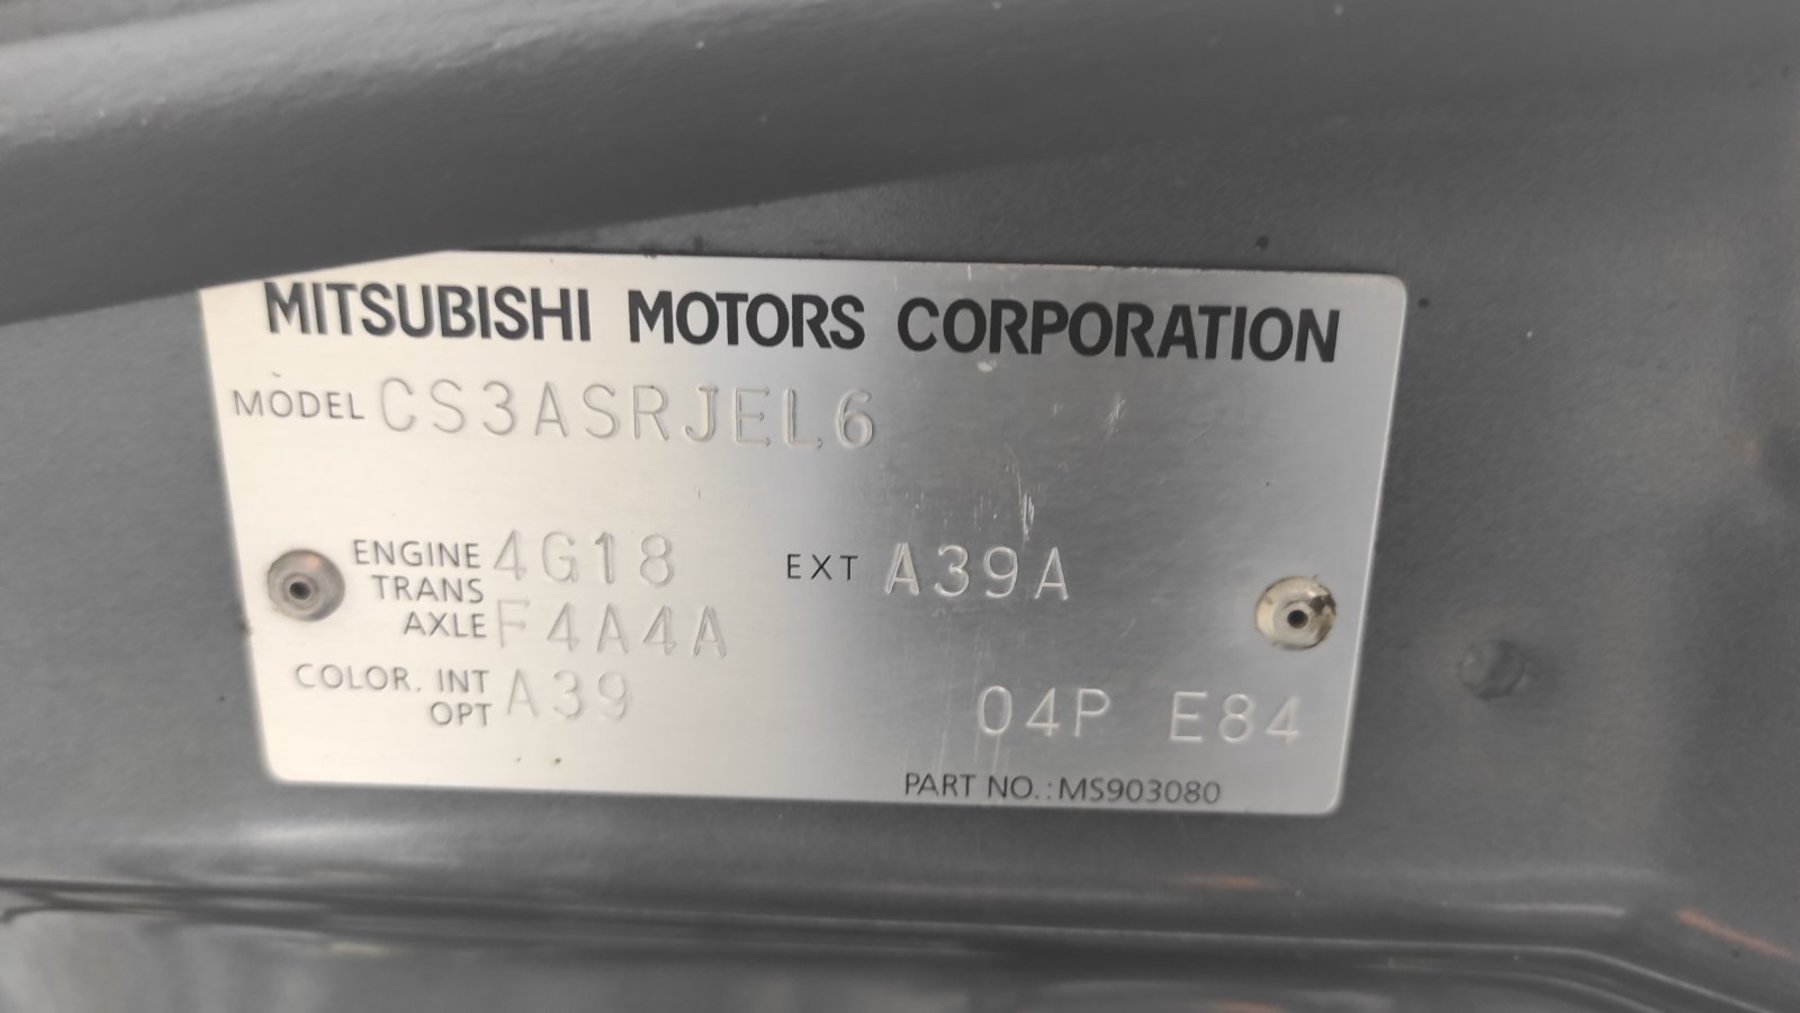 MITSUBISHI MOTORS CORPORATION
MODEL CS3ASRJEL6
ENGINE 4G18 EXT A39A
TRANS
AXLE F4A4A
COLOR. INT A39
OPT 04P E84
PART NO.:MS903080